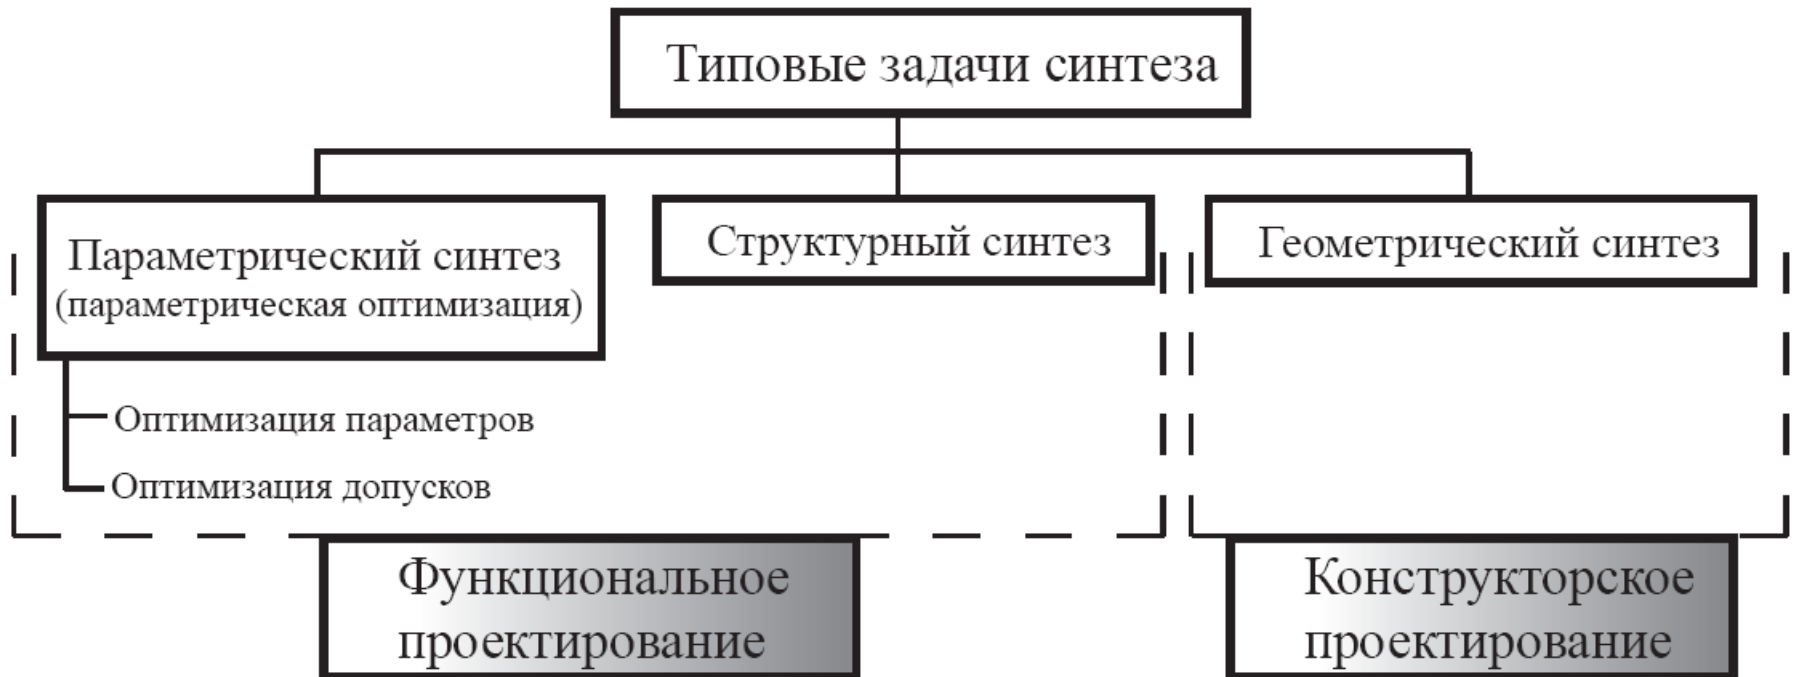 Типовые задачи синтеза
Параметрический синтез
(параметрическая оптимизация)
Структурный синтез
Геометрический синтез
Оптимизация параметров
Оптимизация допусков
Функциональное
проектирование
Конструкторское
проектирование